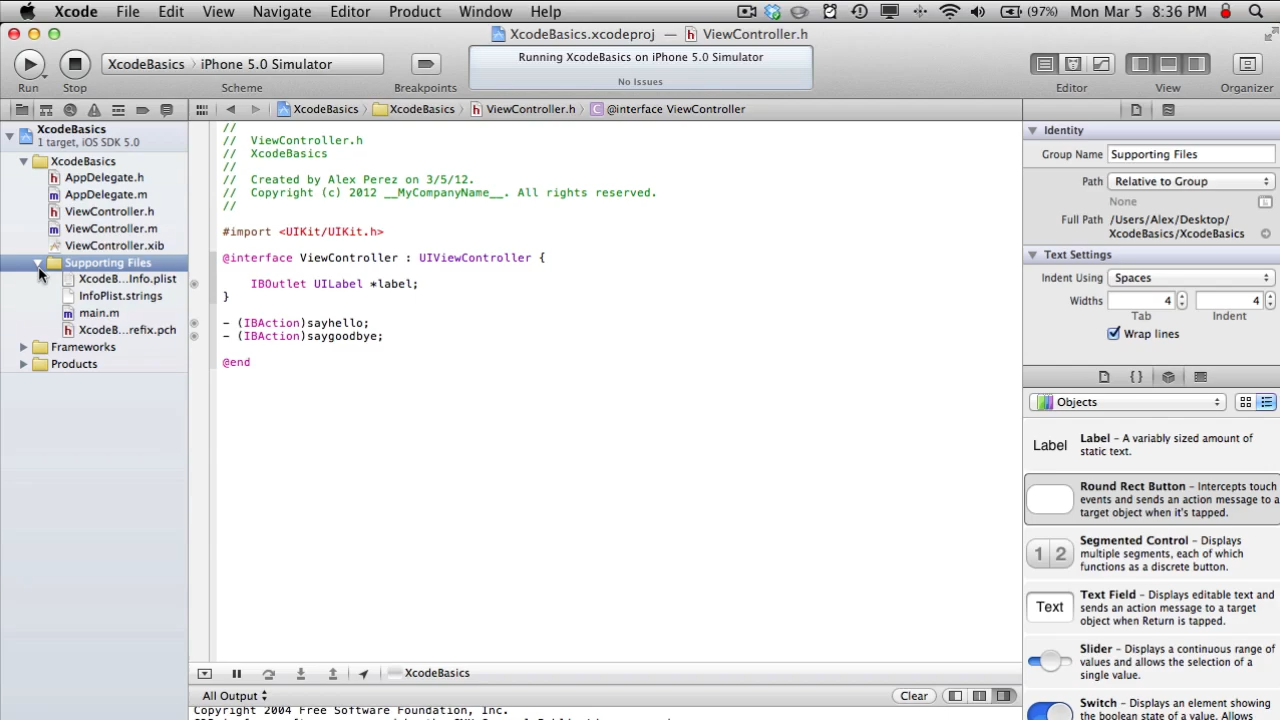 Xcode File Edit View Navigate Editor Product Window Help (97%) Mon Mar 5 8:36 PM
XcodeBasics.xcodeproj — ViewController.h
XcodeBasics iPhone 5.0 Simulator
Running XcodeBasics on iPhone 5.0 Simulator
No Issues
Run Stop Scheme Breakpoints Editor View Organizer
XcodeBasics XcodeBasics ViewController.h @interface ViewController
XcodeBasics
1 target, iOS SDK 5.0
XcodeBasics
AppDelegate.h
AppDelegate.m
ViewController.h
ViewController.m
ViewController.xib
Supporting Files
XcodeB...Info.plist
InfoPlist.strings
main.m
XcodeB...refix.pch
Frameworks
Products
//
// ViewController.h
// XcodeBasics
//
// Created by Alex Perez on 3/5/12.
// Copyright (c) 2012 __MyCompanyName__. All rights reserved.
//
#import <UIKit/UIKit.h>
@interface ViewController : UIViewController {
IBOutlet UILabel *label;
}
- (IBAction)sayhello;
- (IBAction)saygoodbye;
@end
XcodeBasics
All Output Clear
Copyright 2004 Free Software Foundation, Inc.
Identity
Group Name Supporting Files
Path Relative to Group
None
Full Path /Users/Alex/Desktop/
XcodeBasics/XcodeBasics
Text Settings
Indent Using Spaces
Widths 4 4
Tab Indent
Wrap lines
{ }
Objects
Label
Label – A variably sized amount of
static text.
Round Rect Button – Intercepts touch
events and sends an action message to a
target object when it's tapped.
1 2
Segmented Control – Displays
multiple segments, each of which
functions as a discrete button.
Text
Text Field – Displays editable text and
sends an action message to a target
object when Return is tapped.
Slider – Displays a continuous range of
values and allows the selection of a
single value.
Switch – Displays an element showing
the boolean state of a value. Allows